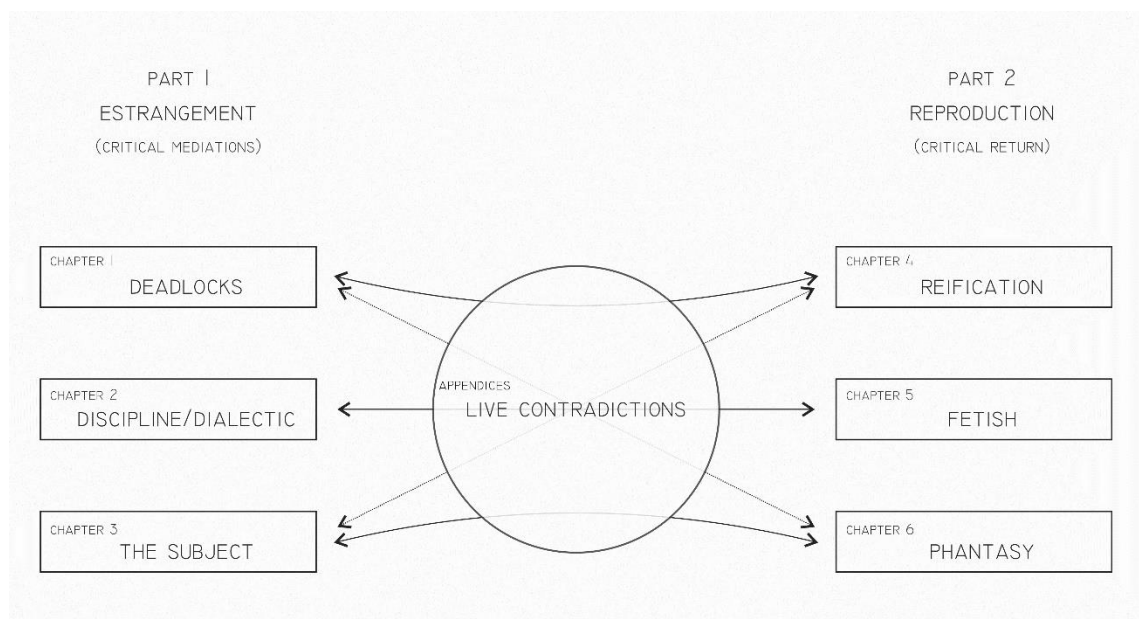 PART 1
ESTRANGEMENT
(CRITICAL MEDIATIONS)
PART 2
REPRODUCTION
(CRITICAL RETURN)
CHAPTER 1
DEADLOCKS
CHAPTER 2
DISCIPLINE/DIALECTIC
CHAPTER 3
THE SUBJECT
APPENDICES
LIVE CONTRADICTIONS
CHAPTER 4
REIFICATION
CHAPTER 5
FETISH
CHAPTER 6
PHANTASY